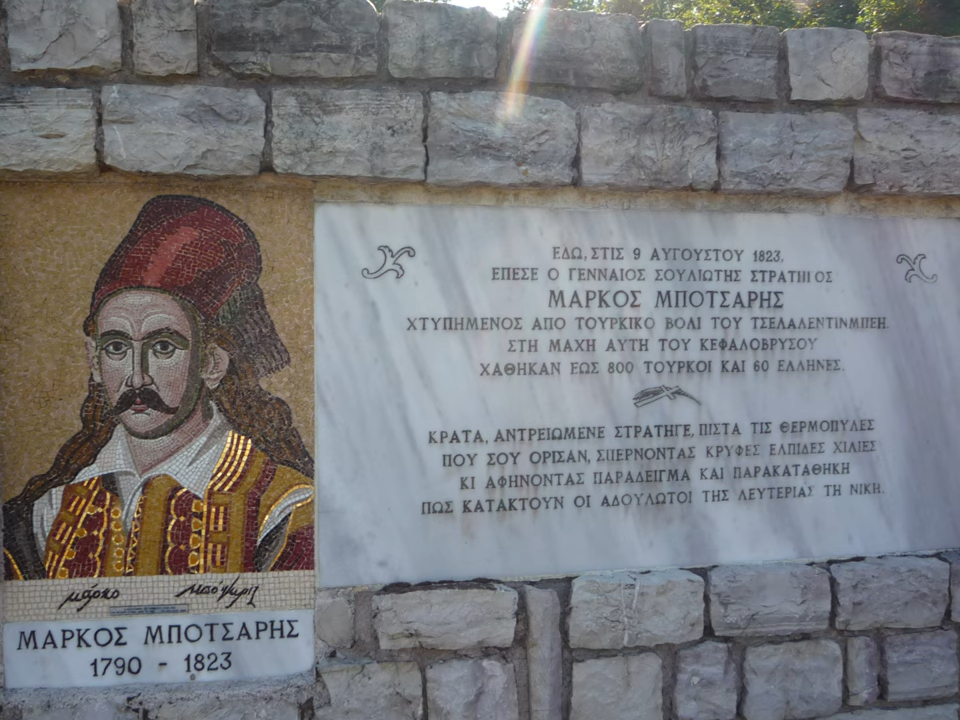 ΕΔΩ, ΣΤΙΣ 9 ΑΥΓΟΥΣΤΟΥ 1823,
ΕΠΕΣΕ Ο ΓΕΝΝΑΙΟΣ ΣΟΥΛΙΩΤΗΣ ΣΤΡΑΤΗΓΟΣ
ΜΑΡΚΟΣ ΜΠΟΤΣΑΡΗΣ
ΧΤΥΠΗΜΕΝΟΣ ΑΠΟ ΤΟΥΡΚΙΚΟ ΒΟΛΙ ΤΟΥ ΤΣΕΛΑΛΕΝΤΙΝΜΠΕΗ.
ΣΤΗ ΜΑΧΗ ΑΥΤΗ ΤΟΥ ΚΕΦΑΛΟΒΡΥΣΟΥ
ΧΑΘΗΚΑΝ ΕΩΣ 800 ΤΟΥΡΚΟΙ ΚΑΙ 60 ΕΛΛΗΝΕΣ.
ΚΡΑΤΑ, ΑΝΤΡΕΙΩΜΕΝΕ ΣΤΡΑΤΗΓΕ, ΠΙΣΤΑ ΤΙΣ ΘΕΡΜΟΠΥΛΕΣ
ΠΟΥ ΣΟΥ ΟΡΙΣΑΝ, ΣΠΕΡΝΟΝΤΑΣ ΚΡΥΦΕΣ ΕΛΠΙΔΕΣ ΧΙΛΙΕΣ
ΚΙ ΑΦΗΝΟΝΤΑΣ ΠΑΡΑΔΕΙΓΜΑ ΚΑΙ ΠΑΡΑΚΑΤΑΘΗΚΗ
ΠΩΣ ΚΑΤΑΚΤΟΥΝ ΟΙ ΑΔΟΥΛΩΤΟΙ ΤΗΣ ΛΕΥΤΕΡΙΑΣ ΤΗ ΝΙΚΗ.
ΜΑΡΚΟΣ ΜΠΟΤΣΑΡΗΣ
1790 - 1823